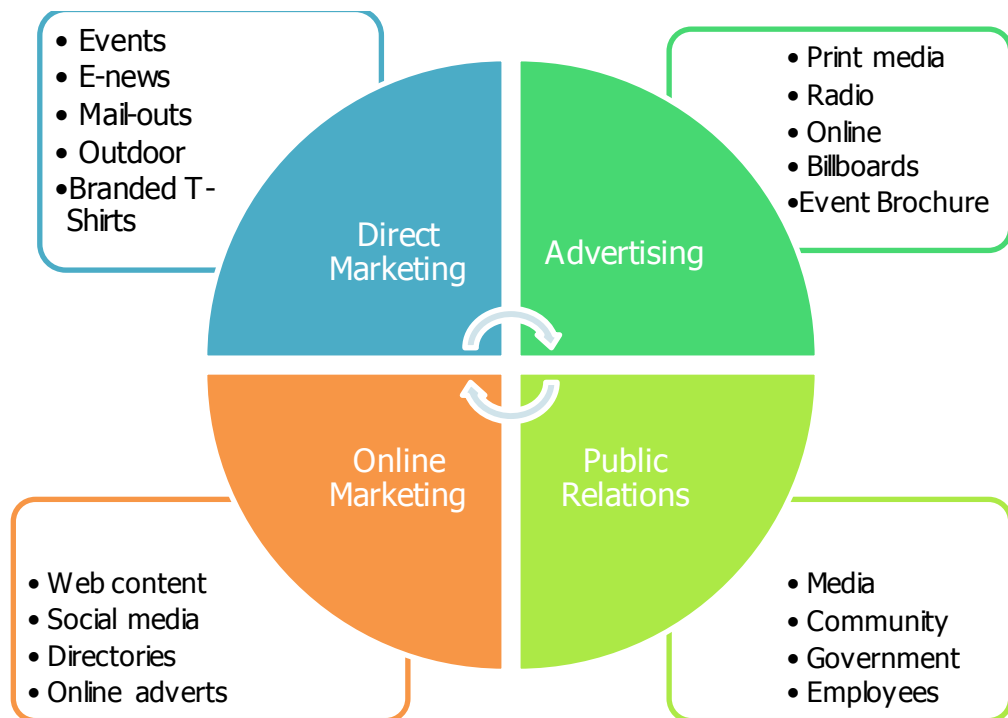 • Events
• E-news
• Mail-outs
• Outdoor
•Branded T-
Shirts
• Print media
• Radio
• Online
• Billboards
•Event Brochure
Direct
Marketing
Advertising
Online
Marketing
Public
Relations
• Web content
• Social media
• Directories
• Online adverts
• Media
• Community
• Government
• Employees